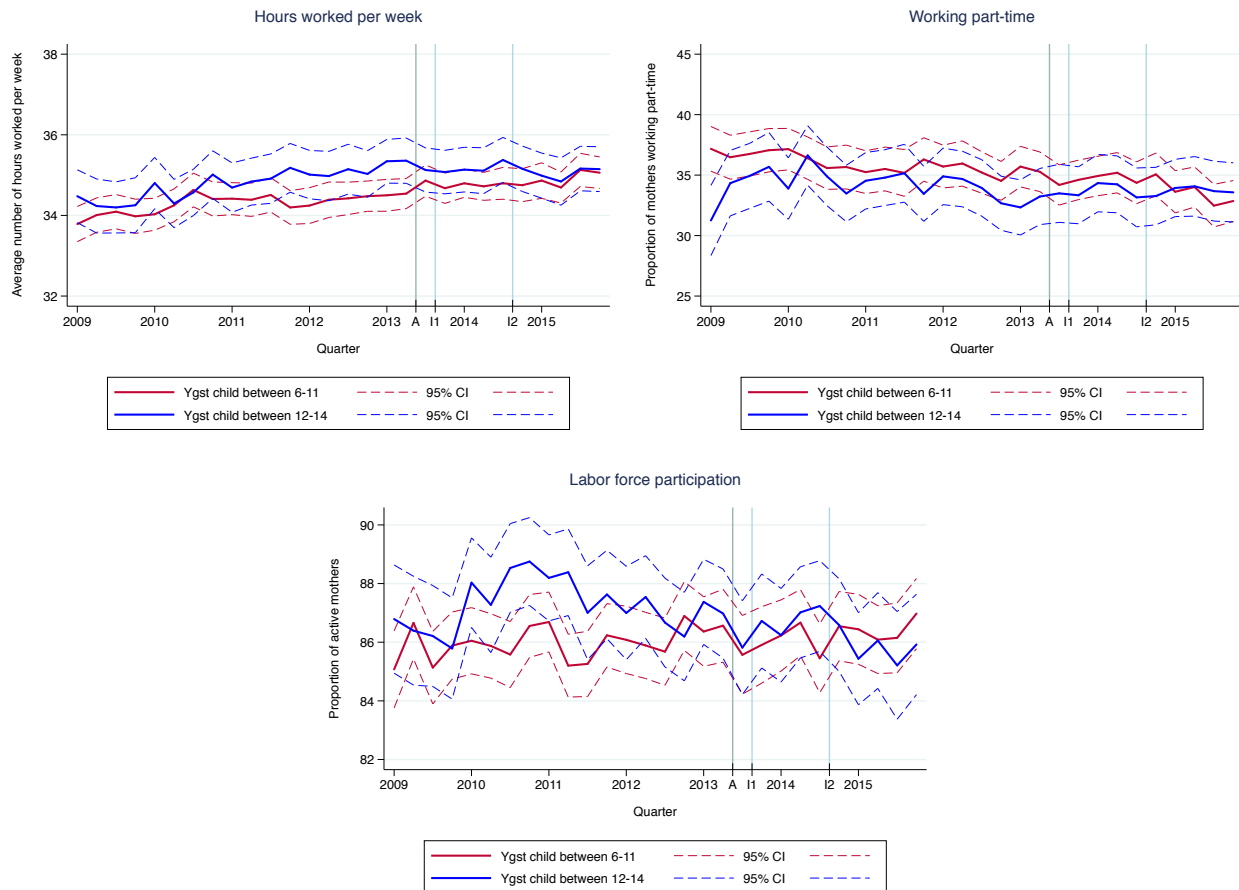 Hours worked per week
Average number of hours worked per week
38
36
34
32
2009 2010 2011 2012 2013 A I1 2014 I2 2015
Quarter
Ygst child between 6-11 95% CI
Ygst child between 12-14 95% CI
Working part-time
Proportion of mothers working part-time
45
40
35
30
25
2009 2010 2011 2012 2013 A I1 2014 I2 2015
Quarter
Ygst child between 6-11 95% CI
Ygst child between 12-14 95% CI
Labor force participation
Proportion of active mothers
90
88
86
84
82
2009 2010 2011 2012 2013 A I1 2014 I2 2015
Quarter
Ygst child between 6-11 95% CI
Ygst child between 12-14 95% CI